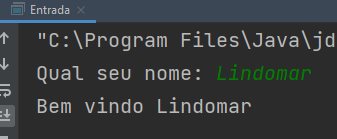 Entrada
"C:\Program Files\Java\jd
Qual seu nome: Lindomar
Bem vindo Lindomar